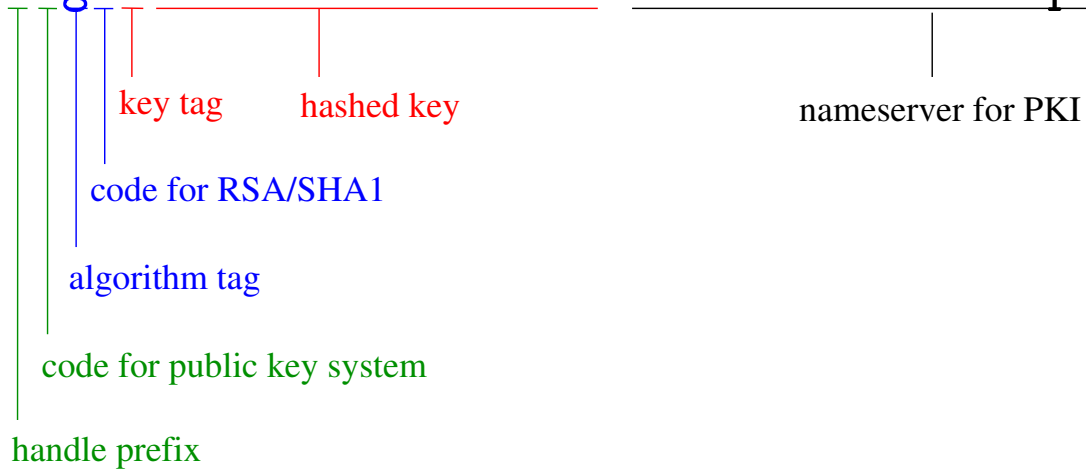 key tag
hashed key
nameserver for PKI
code for RSA/SHA1
algorithm tag
code for public key system
handle prefix